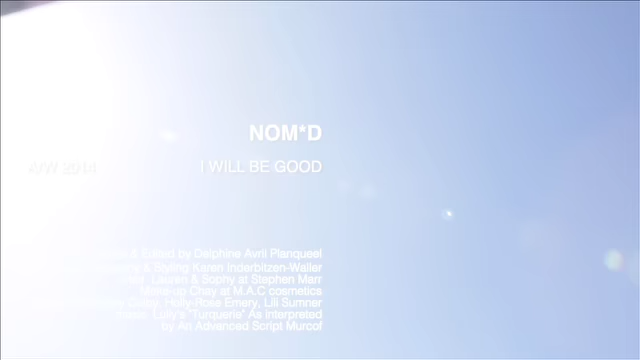 NOM*D
A/W 2014 I WILL BE GOOD
& Edited by Delphine Avril Planqueel
& Styling Karen Inderbitzen-Waller
Lauren & Sophy at Stephen Marr
Make-up Chay at M.A.C cosmetics
Holly-Rose Emery, Lili Sumner
Lully's "Turquerie" As Interpreted
by An Advanced Script Murcof